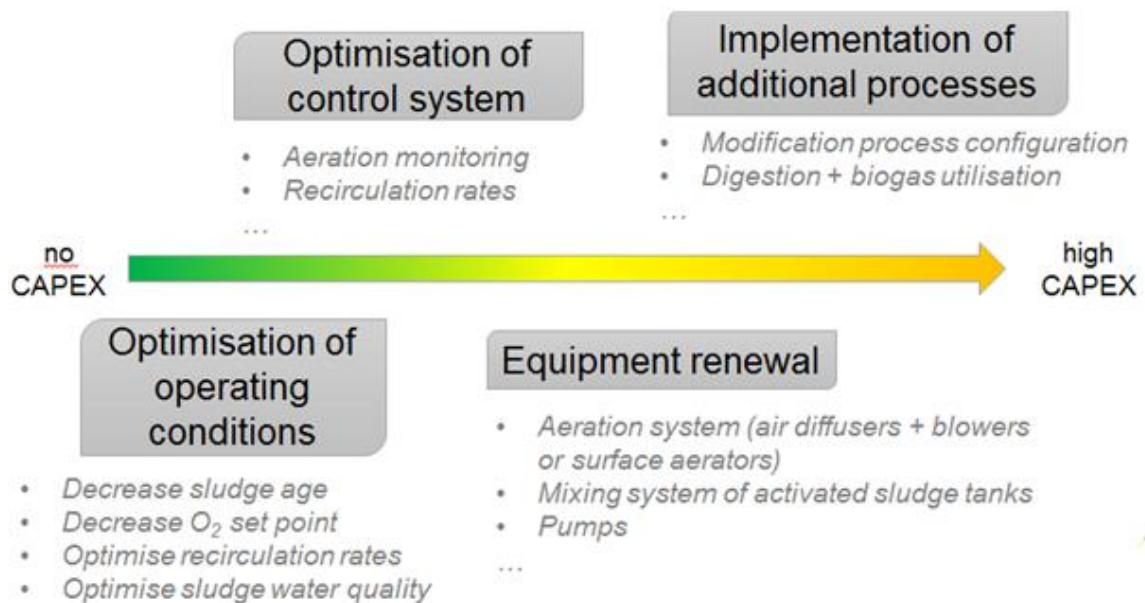 Optimisation of
control system
• Aeration monitoring
• Recirculation rates
…
Implementation of
additional processes
• Modification process configuration
• Digestion + biogas utilisation
…
no
CAPEX
high
CAPEX
Optimisation of
operating
conditions
• Decrease sludge age
• Decrease O₂ set point
• Optimise recirculation rates
• Optimise sludge water quality
Equipment renewal
• Aeration system (air diffusers + blowers
or surface aerators)
• Mixing system of activated sludge tanks
• Pumps
…